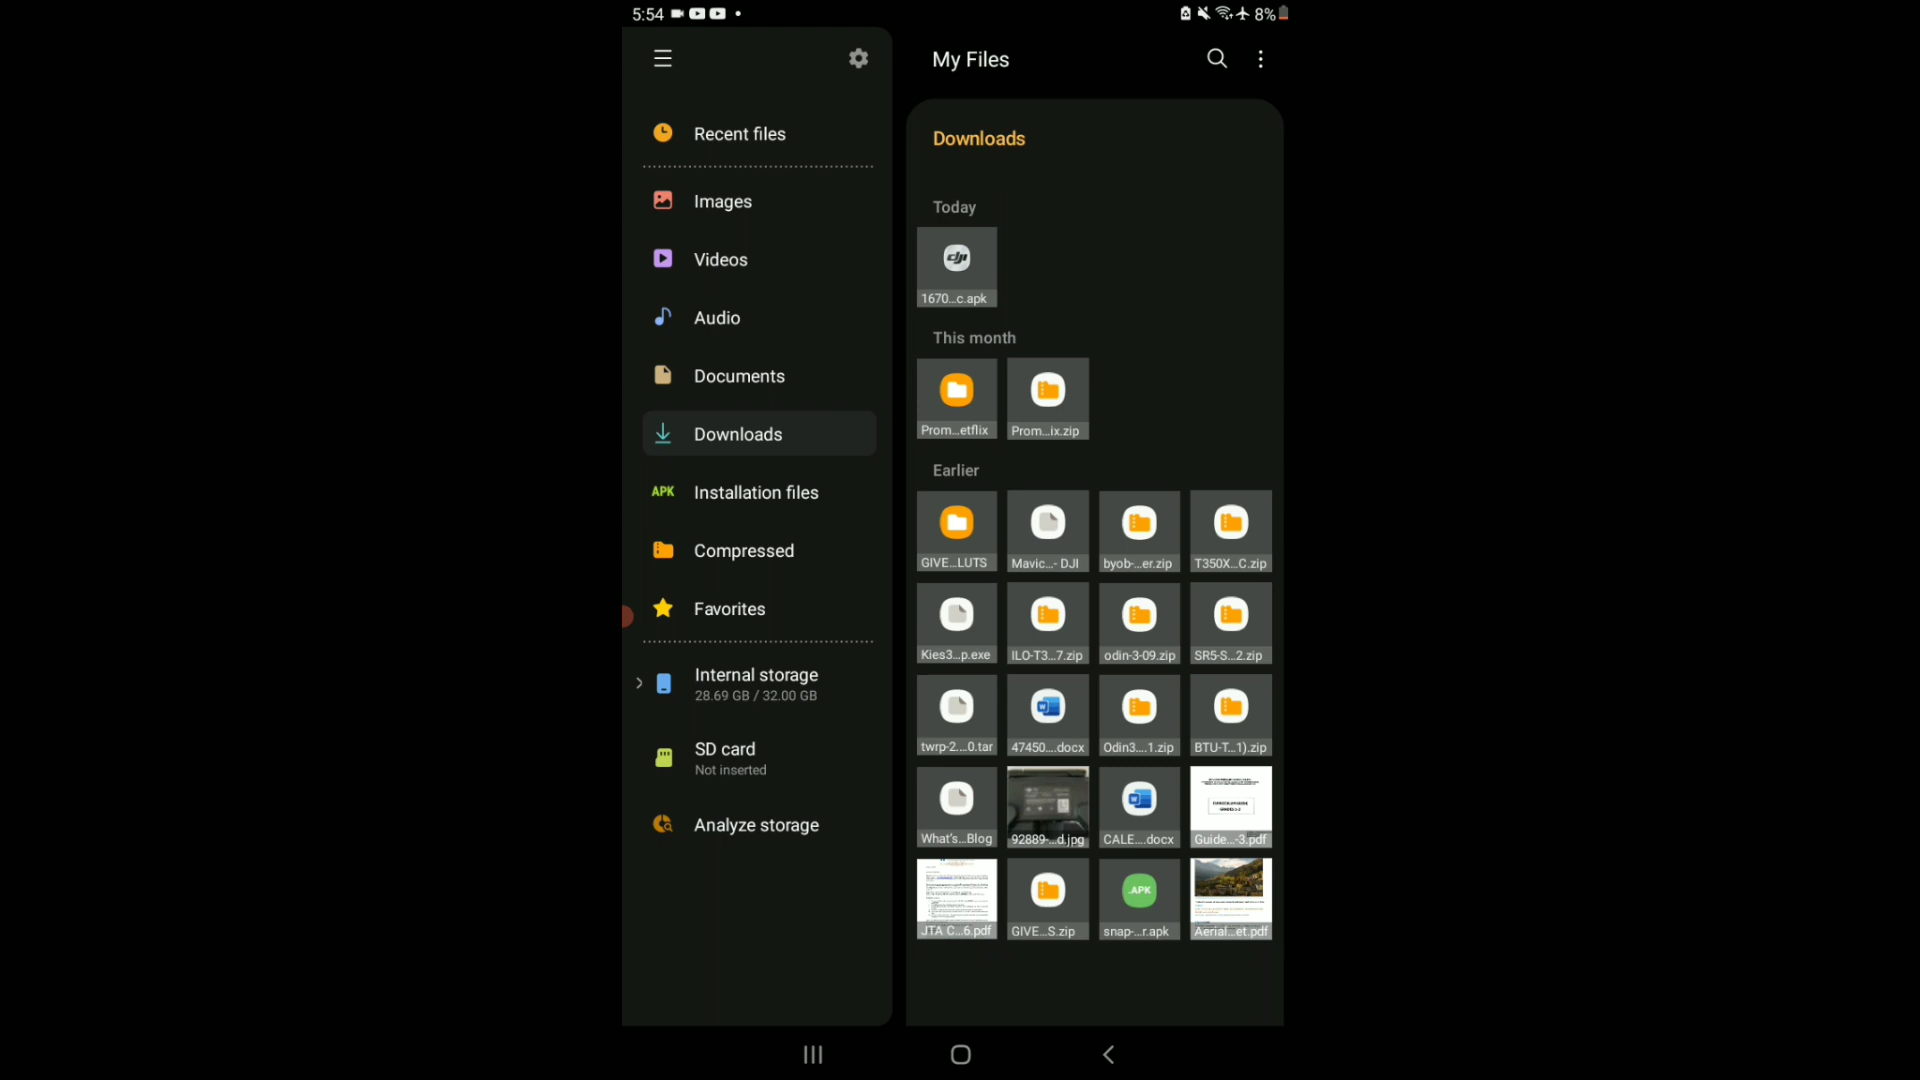 5:54
8%
My Files
Recent files
Images
Videos
Audio
Documents
Downloads
APK Installation files
Compressed
Favorites
Internal storage
28.69 GB / 32.00 GB
SD card
Not inserted
Analyze storage
Downloads
Today
dji
1670...c.apk
This month
Prom...etflix Prom...ix.zip
Earlier
GIVE...LUTS Mavic...- DJI byob-...er.zip T350X...C.zip
Kies3...p.exe ILO-T3...7.zip odin-3-09.zip SR5-S...2.zip
W
twrp-2....0.tar 47450....docx Odin3....1.zip BTU-T...1).zip
W
What's...Blog 92889-...d.jpg CALE....docx Guide...-3.pdf
.APK
JTA C...6.pdf GIVE...S.zip snap-...r.apk Aerial...et.pdf